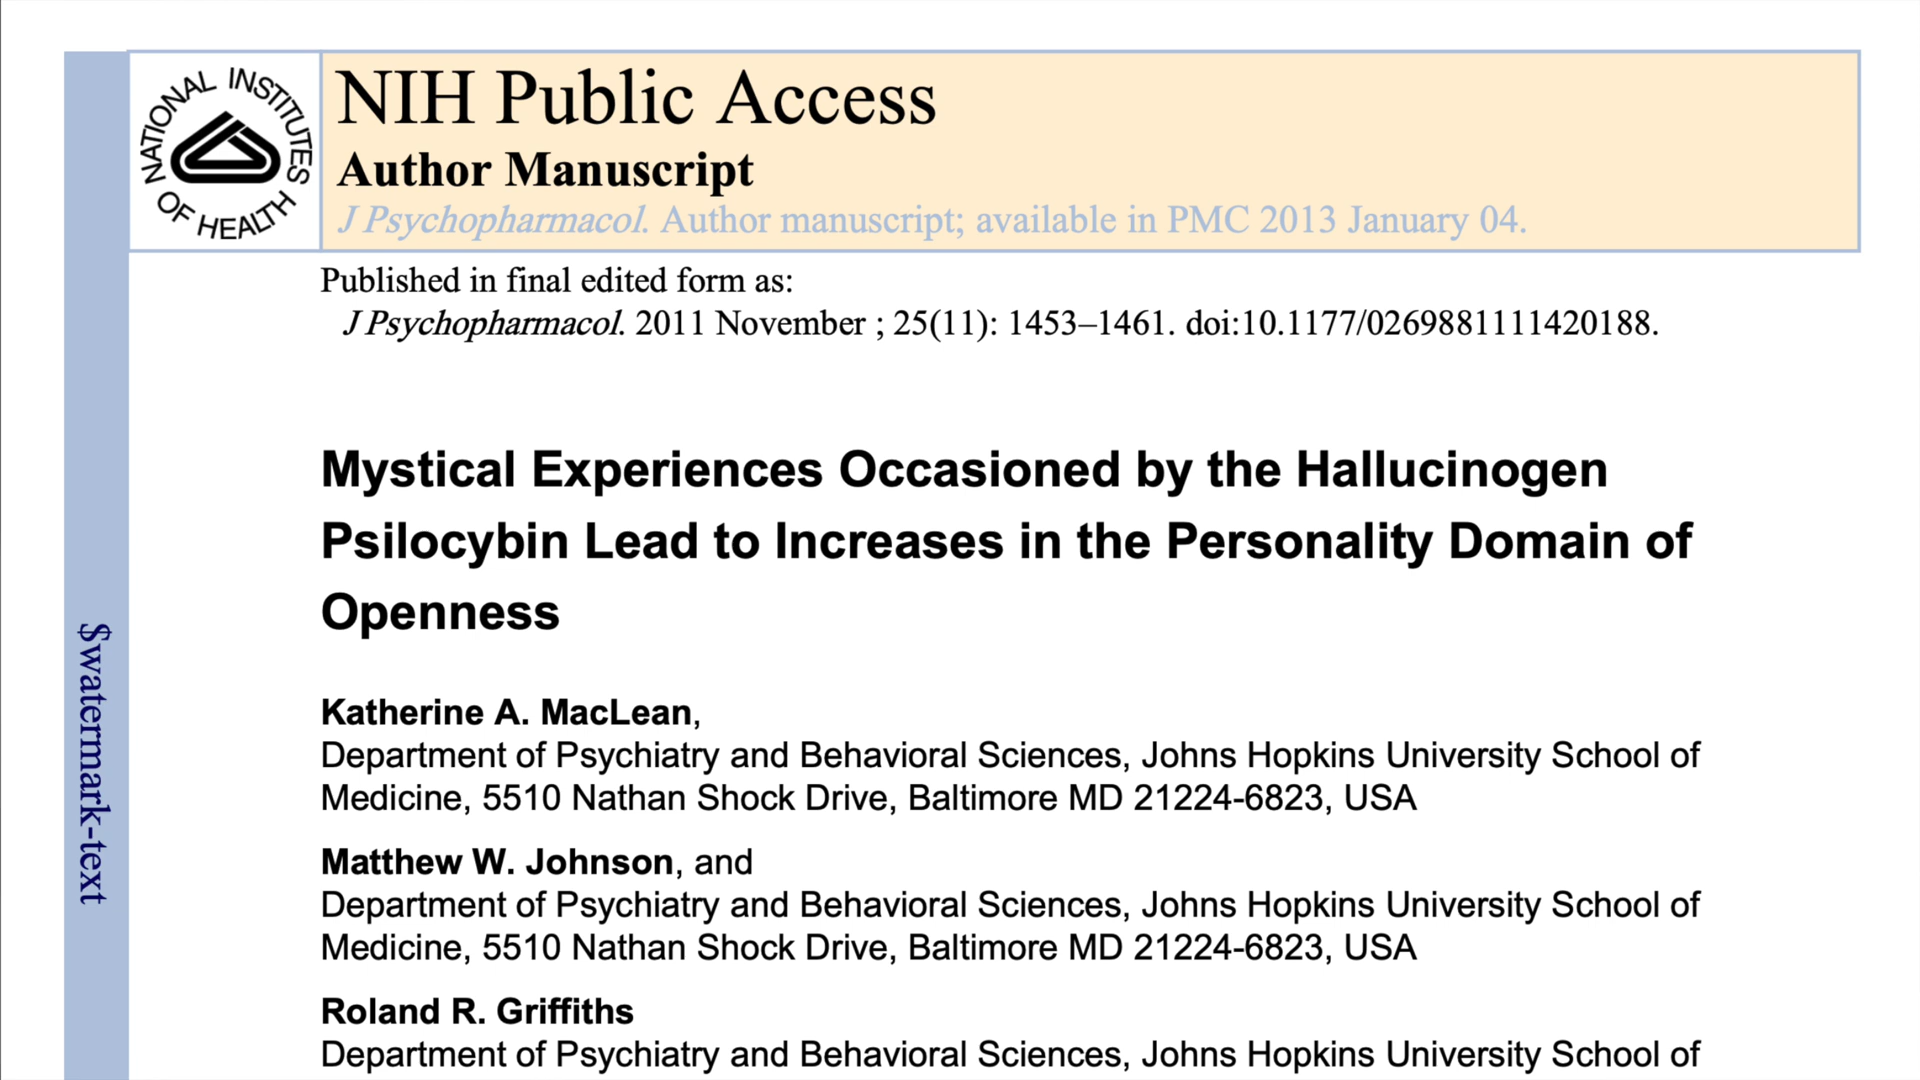 NATIONAL INSTITUTES
OF HEALTH
NIH Public Access
Author Manuscript
J Psychopharmacol. Author manuscript; available in PMC 2013 January 04.
Published in final edited form as:
J Psychopharmacol. 2011 November ; 25(11): 1453–1461. doi:10.1177/0269881111420188.
Mystical Experiences Occasioned by the Hallucinogen
Psilocybin Lead to Increases in the Personality Domain of
Openness
Katherine A. MacLean,
Department of Psychiatry and Behavioral Sciences, Johns Hopkins University School of
Medicine, 5510 Nathan Shock Drive, Baltimore MD 21224-6823, USA
Matthew W. Johnson, and
Department of Psychiatry and Behavioral Sciences, Johns Hopkins University School of
Medicine, 5510 Nathan Shock Drive, Baltimore MD 21224-6823, USA
Roland R. Griffiths
Department of Psychiatry and Behavioral Sciences, Johns Hopkins University School of
$watermark-text